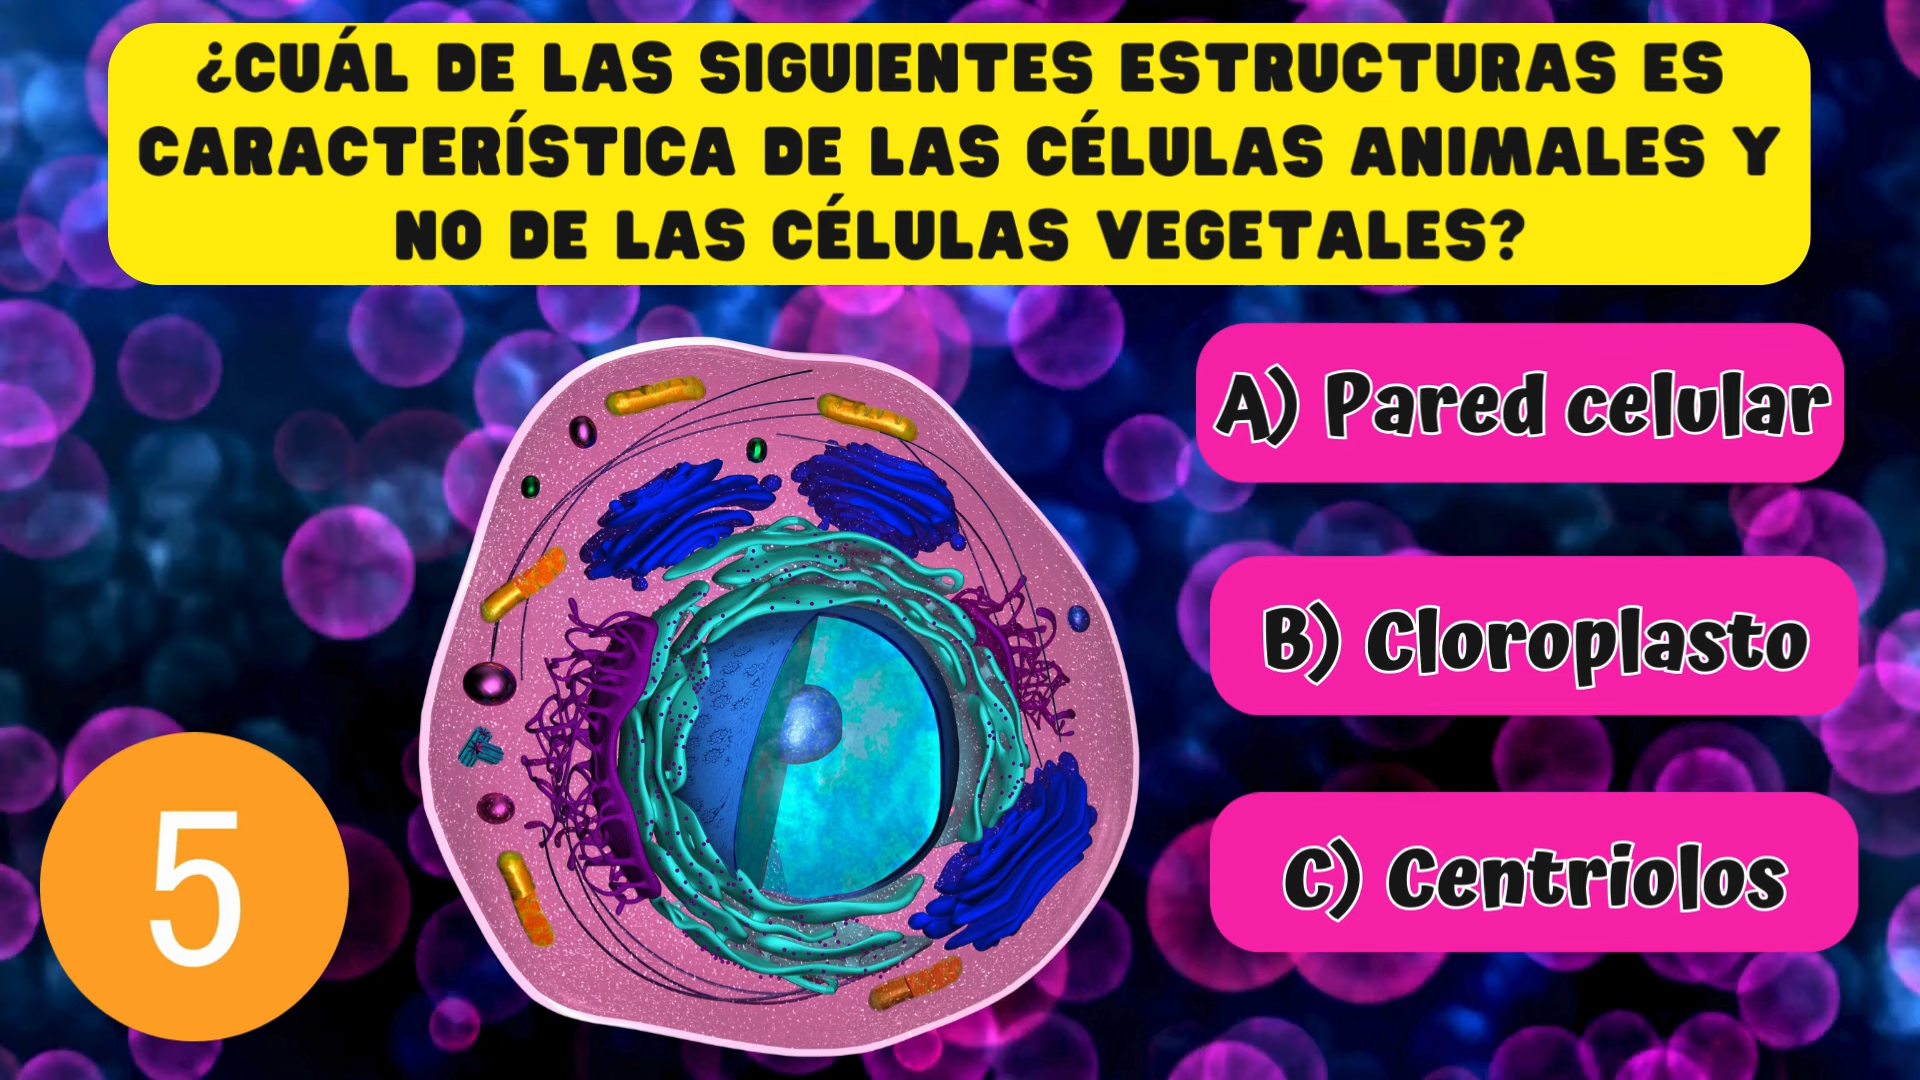 ¿CUÁL DE LAS SIGUIENTES ESTRUCTURAS ES
CARACTERÍSTICA DE LAS CÉLULAS ANIMALES Y
NO DE LAS CÉLULAS VEGETALES?
A) Pared celular
B) Cloroplasto
C) Centriolos
5